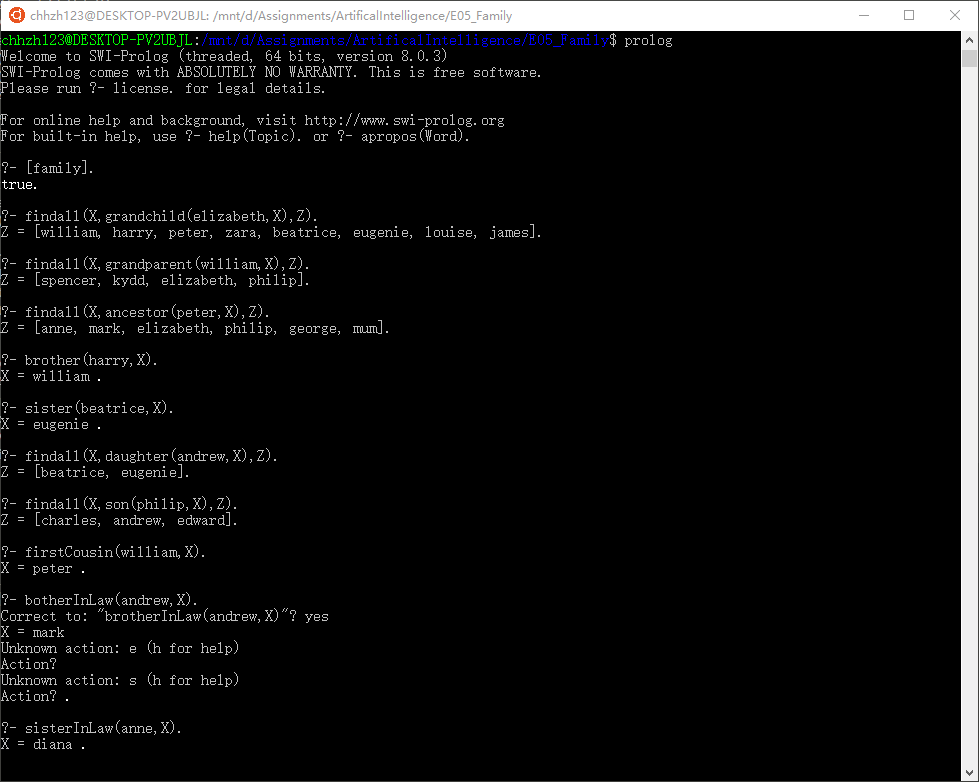 chhzh123@DESKTOP-PV2UBJL: /mnt/d/Assignments/ArtificalIntelligence/E05_Family
chhzh123@DESKTOP-PV2UBJL:/mnt/d/Assignments/ArtificalIntelligence/E05_Family$ prolog
Welcome to SWI-Prolog (threaded, 64 bits, version 8.0.3)
SWI-Prolog comes with ABSOLUTELY NO WARRANTY. This is free software.
Please run ?- license. for legal details.
For online help and background, visit http://www.swi-prolog.org
For built-in help, use ?- help(Topic). or ?- apropos(Word).
?- [family].
true.
?- findall(X,grandchild(elizabeth,X),Z).
Z = [william, harry, peter, zara, beatrice, eugenie, louise, james].
?- findall(X,grandparent(william,X),Z).
Z = [spencer, kydd, elizabeth, philip].
?- findall(X,ancestor(peter,X),Z).
Z = [anne, mark, elizabeth, philip, george, mum].
?- brother(harry,X).
X = william .
?- sister(beatrice,X).
X = eugenie .
?- findall(X,daughter(andrew,X),Z).
Z = [beatrice, eugenie].
?- findall(X,son(philip,X),Z).
Z = [charles, andrew, edward].
?- firstCousin(william,X).
X = peter .
?- botherInLaw(andrew,X).
Correct to: "brotherInLaw(andrew,X)"? yes
X = mark
Unknown action: e (h for help)
Action?
Unknown action: s (h for help)
Action? .
?- sisterInLaw(anne,X).
X = diana .